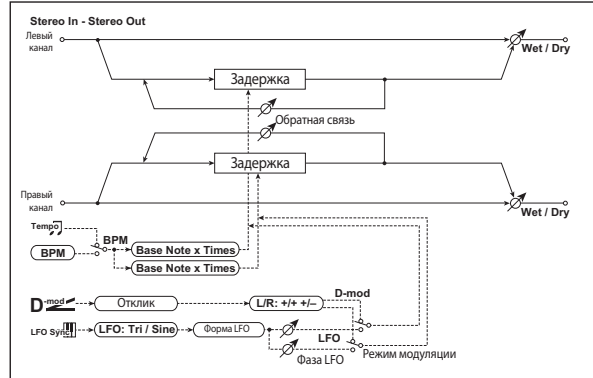 Stereo In - Stereo Out
Левый
канал
Wet / Dry
Задержка
Обратная связь
Задержка
Правый
канал
Wet / Dry
Tempo
BPM
BPM
Base Note x Times
Base Note x Times
D-mod
D-mod
Отклик
L/R: +/+ +/–
LFO Sync
LFO: Tri / Sine
Форма LFO
LFO
Фаза LFO
Режим модуляции